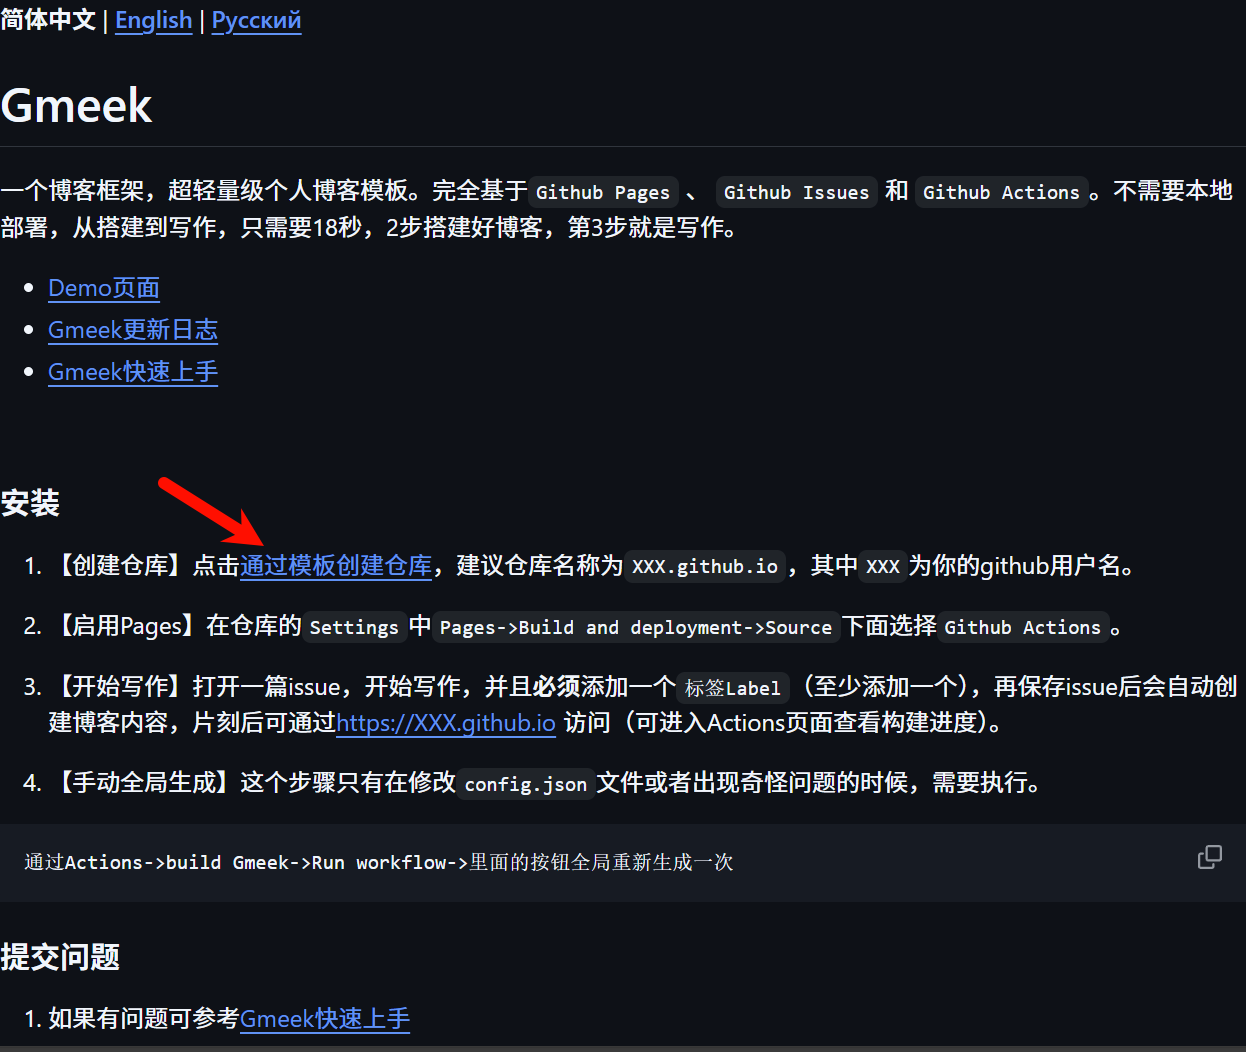 简体中文 | English | Русский
Gmeek
一个博客框架，超轻量级个人博客模板。完全基于 Github Pages 、 Github Issues 和 Github Actions 。不需要本地
部署，从搭建到写作，只需要18秒，2步搭建好博客，第3步就是写作。
• Demo页面
• Gmeek更新日志
• Gmeek快速上手
安装
1. 【创建仓库】点击通过模板创建仓库，建议仓库名称为 XXX.github.io ，其中 XXX 为你的github用户名。
2. 【启用Pages】在仓库的 Settings 中 Pages->Build and deployment->Source 下面选择 Github Actions 。
3. 【开始写作】打开一篇issue，开始写作，并且必须添加一个 标签Label （至少添加一个），再保存issue后会自动创
建博客内容，片刻后可通过https://XXX.github.io 访问（可进入Actions页面查看构建进度）。
4. 【手动全局生成】这个步骤只有在修改 config.json 文件或者出现奇怪问题的时候，需要执行。
通过Actions->build Gmeek->Run workflow->里面的按钮全局重新生成一次
提交问题
1. 如果有问题可参考Gmeek快速上手